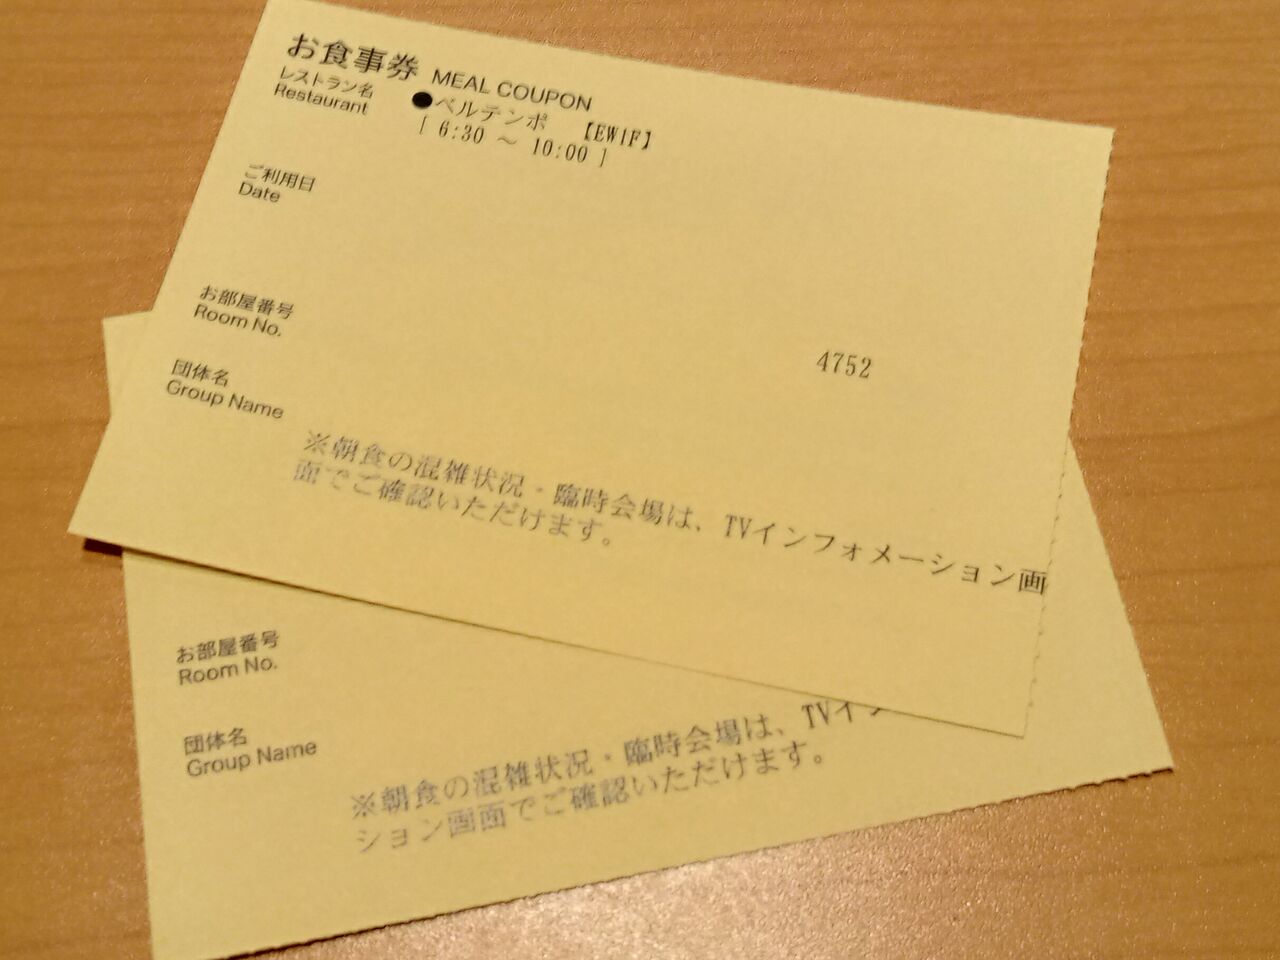 お食事券 MEAL COUPON
レストラン名
Restaurant
●ベルテンポ 【EW1F】
[ 6:30 ～ 10:00 ]
ご利用日
Date
お部屋番号
Room No.
4752
団体名
Group Name
※朝食の混雑状況・臨時会場は、TVインフォメーション画
面でご確認いただけます。
お部屋番号
Room No.
団体名
Group Name
※朝食の混雑状況・臨時会場は、TVイン
ション画面でご確認いただけます。